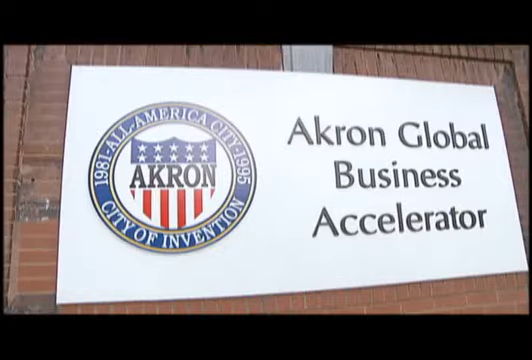 1981-ALL-AMERICA CITY-1995
AKRON
CITY OF INVENTION
Akron Global
Business
Accelerator